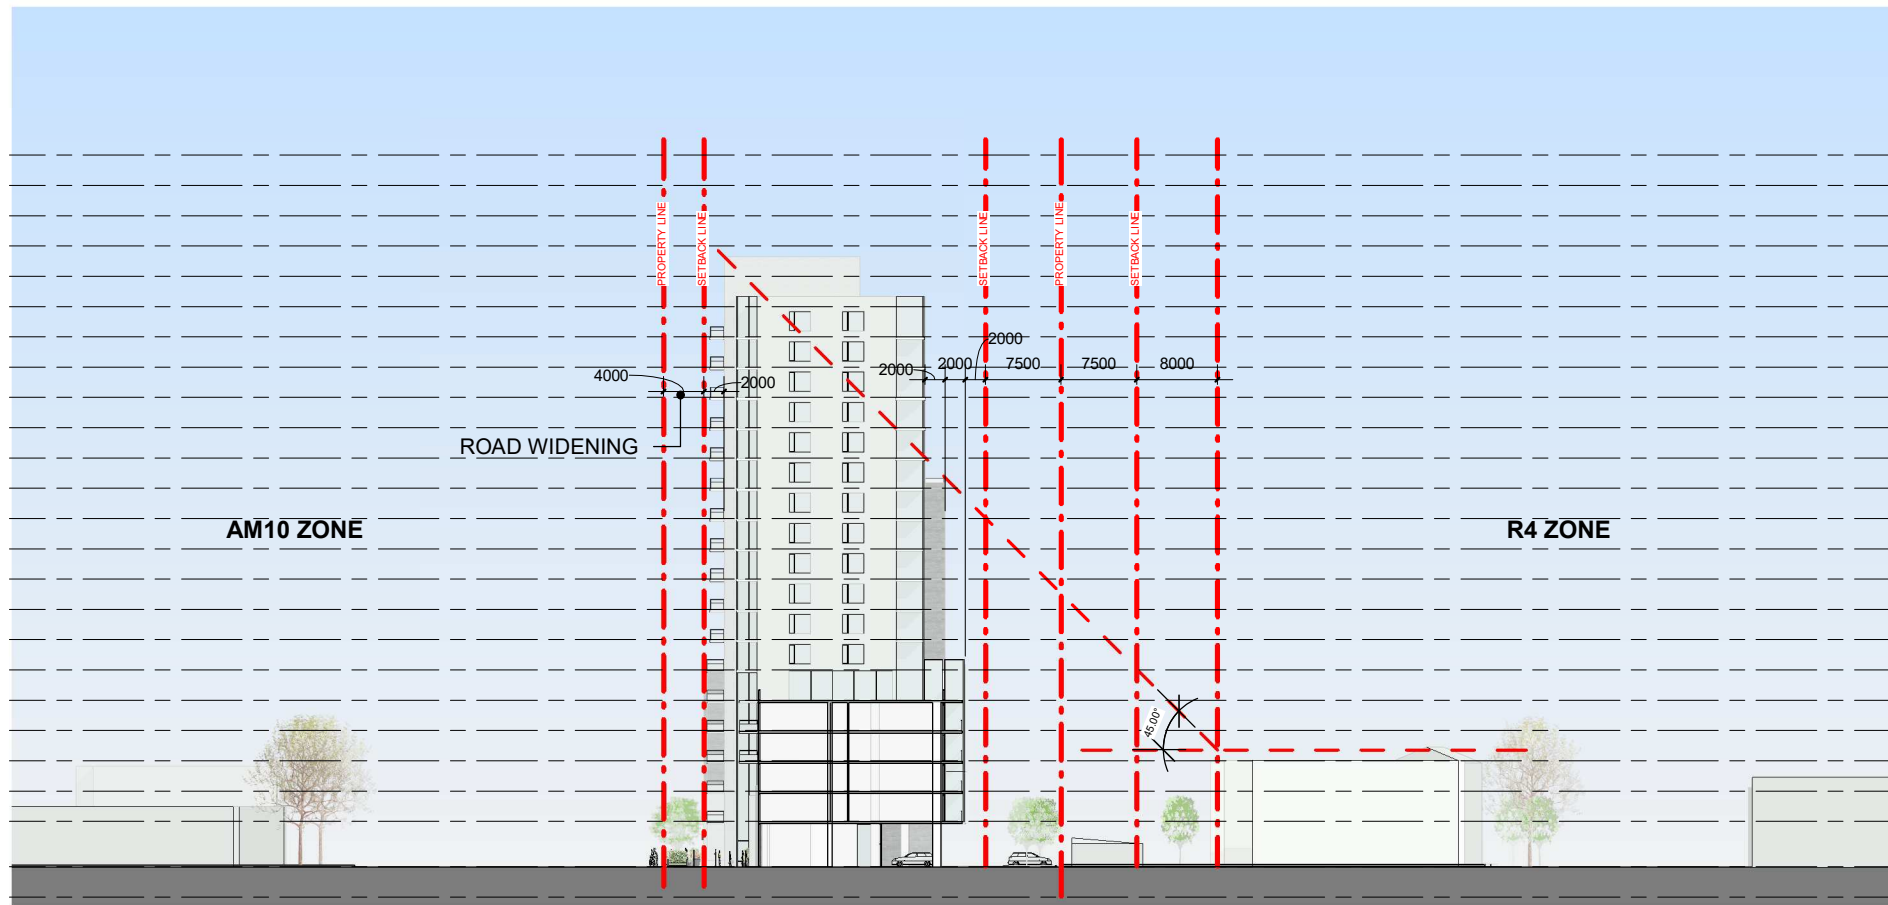 PROPERTY LINE
SETBACK LINE
SETBACK LINE
PROPERTY LINE
SETBACK LINE
2000
2000
2000
7500
7500
8000
4000
2000
ROAD WIDENING
AM10 ZONE
R4 ZONE
45.00°